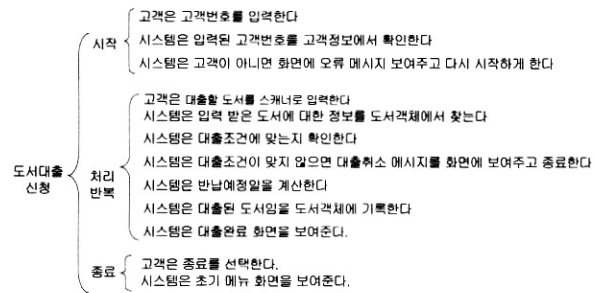 고객은 고객번호를 입력한다
시작
시스템은 입력된 고객번호를 고객정보에서 확인한다
시스템은 고객이 아니면 화면에 오류 메시지 보여주고 다시 시작하게 한다
고객은 대출할 도서를 스캐너로 입력한다
시스템은 입력 받은 도서에 대한 정보를 도서객체에서 찾는다
시스템은 대출조건에 맞는지 확인한다
도서대출
신청
처리
반복
시스템은 대출조건이 맞지 않으면 대출취소 메시지를 화면에 보여주고 종료한다
시스템은 반납예정일을 계산한다
시스템은 대출된 도서임을 도서객체에 기록한다
시스템은 대출완료 화면을 보여준다.
종료
고객은 종료를 선택한다.
시스템은 초기 메뉴 화면을 보여준다.